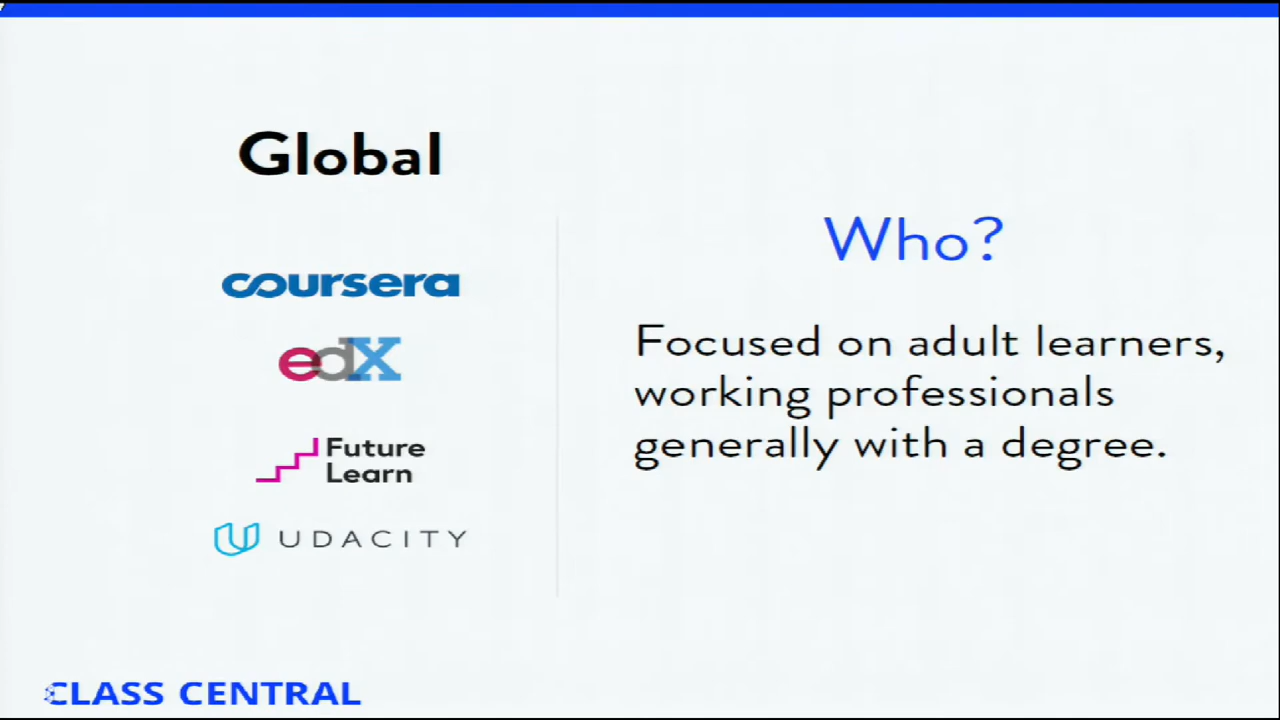 Global
coursera
edX
Future
Learn
UDACITY
Who?
Focused on adult learners,
working professionals
generally with a degree.
CLASS CENTRAL